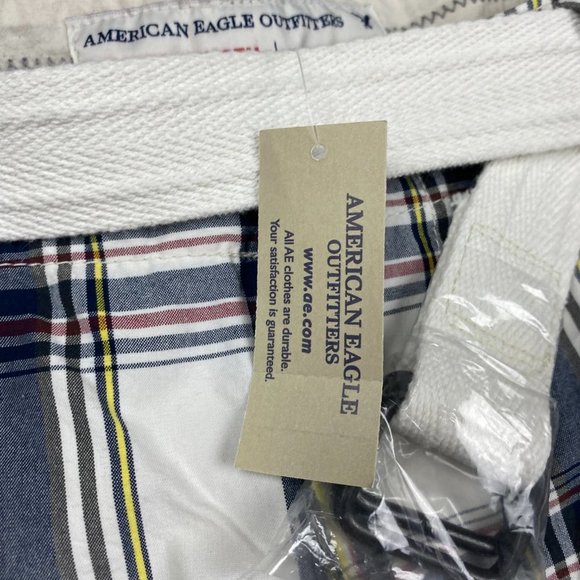 AMERICAN EAGLE OUTFITTERS
AMERICAN EAGLE
OUTFITTERS
www.ae.com
All AE clothes are durable.
Your satisfaction is guaranteed.